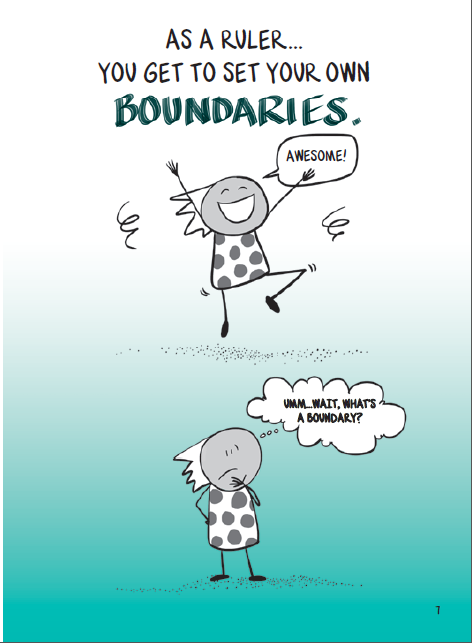 AS A RULER...
YOU GET TO SET YOUR OWN
BOUNDARIES.
AWESOME!
UMM...WAIT, WHAT'S
A BOUNDARY?
7